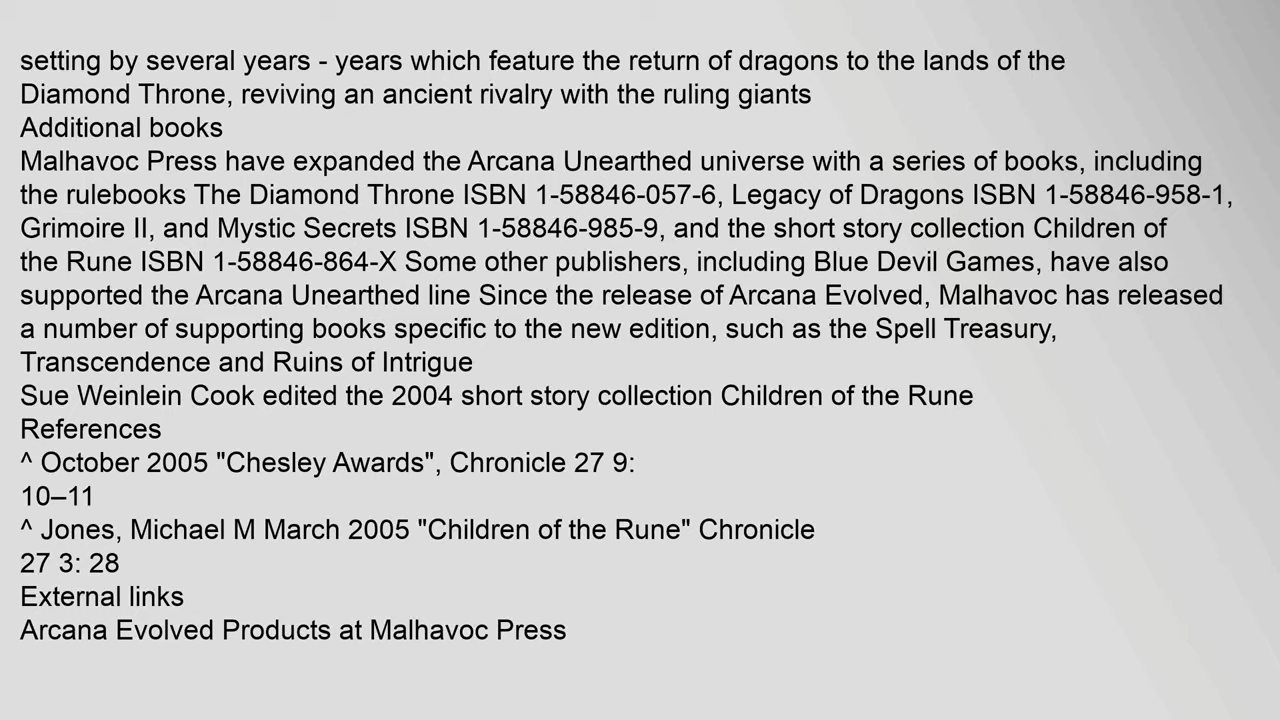 setting by several years - years which feature the return of dragons to the lands of the
Diamond Throne, reviving an ancient rivalry with the ruling giants
Additional books
Malhavoc Press have expanded the Arcana Unearthed universe with a series of books, including
the rulebooks The Diamond Throne ISBN 1-58846-057-6, Legacy of Dragons ISBN 1-58846-958-1,
Grimoire II, and Mystic Secrets ISBN 1-58846-985-9, and the short story collection Children of
the Rune ISBN 1-58846-864-X Some other publishers, including Blue Devil Games, have also
supported the Arcana Unearthed line Since the release of Arcana Evolved, Malhavoc has released
a number of supporting books specific to the new edition, such as the Spell Treasury,
Transcendence and Ruins of Intrigue
Sue Weinlein Cook edited the 2004 short story collection Children of the Rune
References
^ October 2005 "Chesley Awards", Chronicle 27 9:
10–11
^ Jones, Michael M March 2005 "Children of the Rune" Chronicle
27 3: 28
External links
Arcana Evolved Products at Malhavoc Press